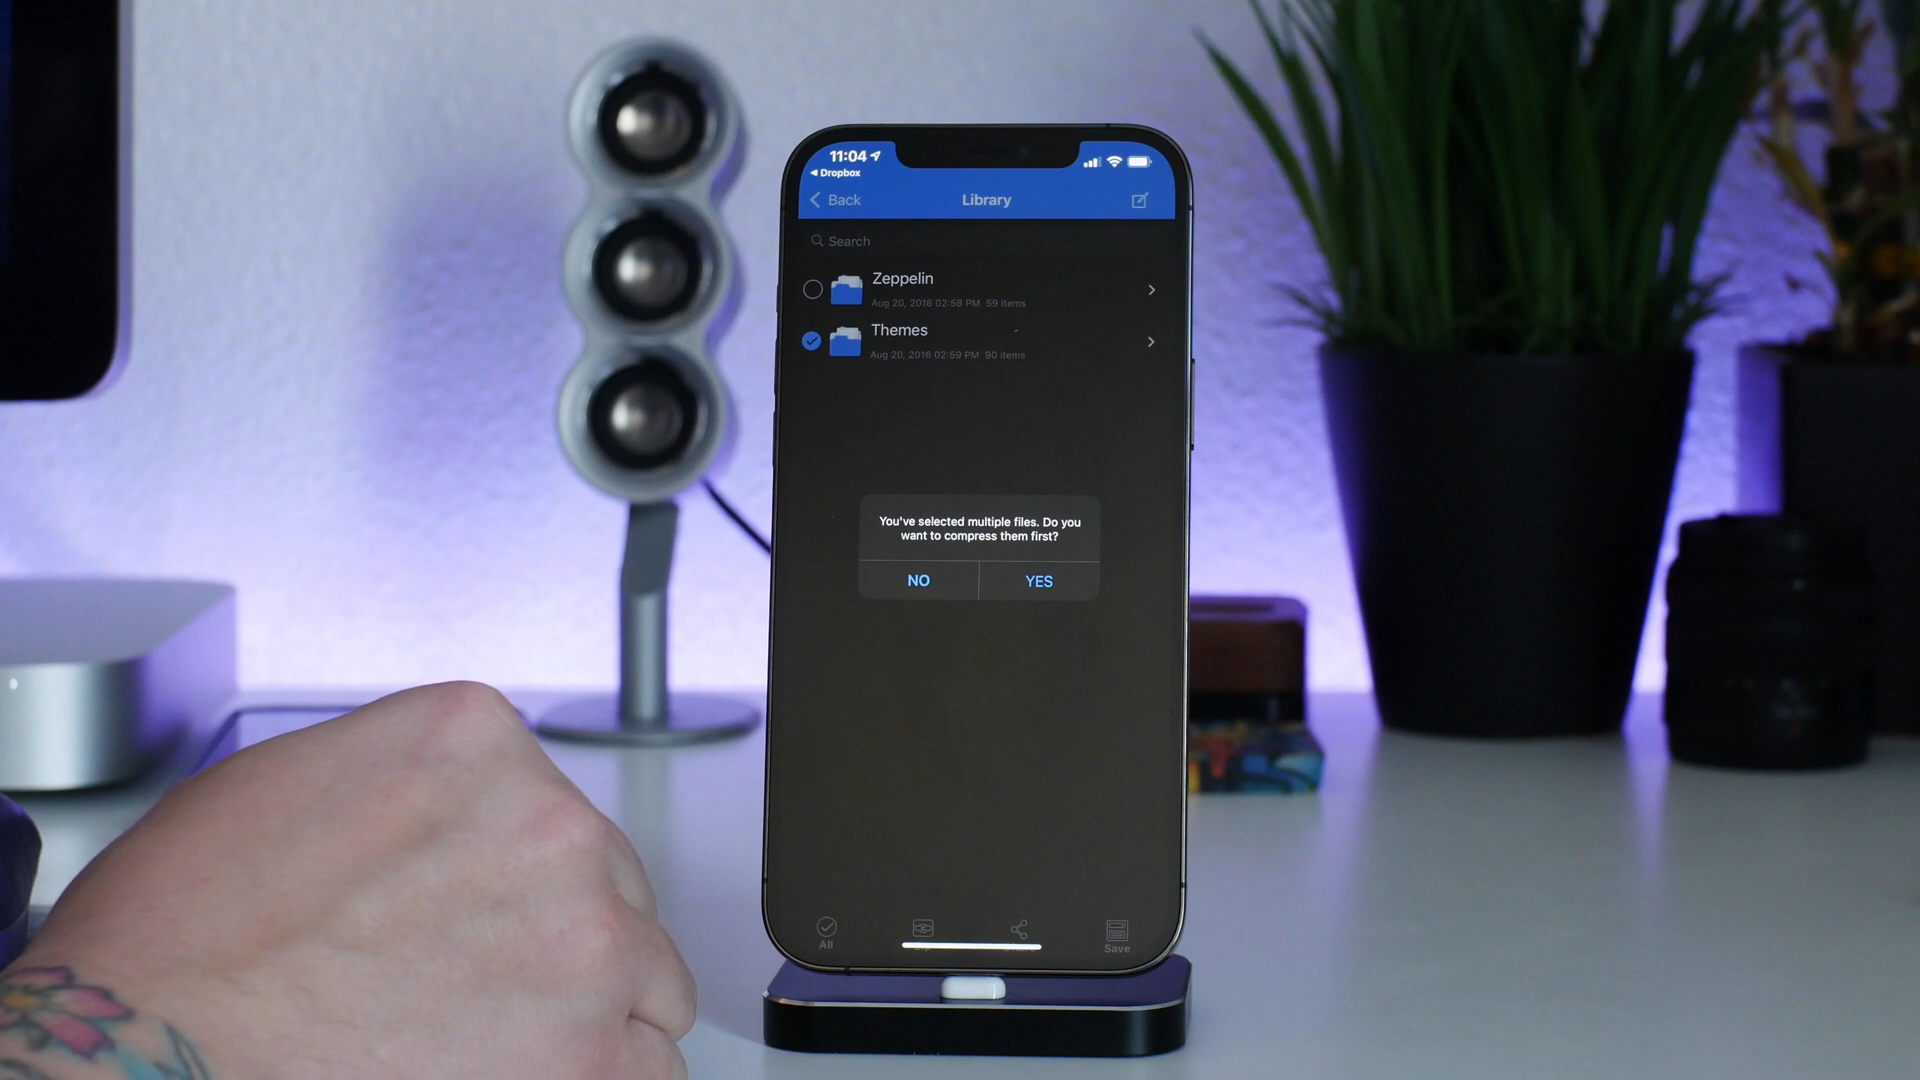 11:04
Dropbox
Back
Library
Search
Zeppelin
Aug 20, 2016 02:58 PM 59 items
Themes
Aug 20, 2016 02:59 PM 90 items
You've selected multiple files. Do you
want to compress them first?
NO
YES
All
Save